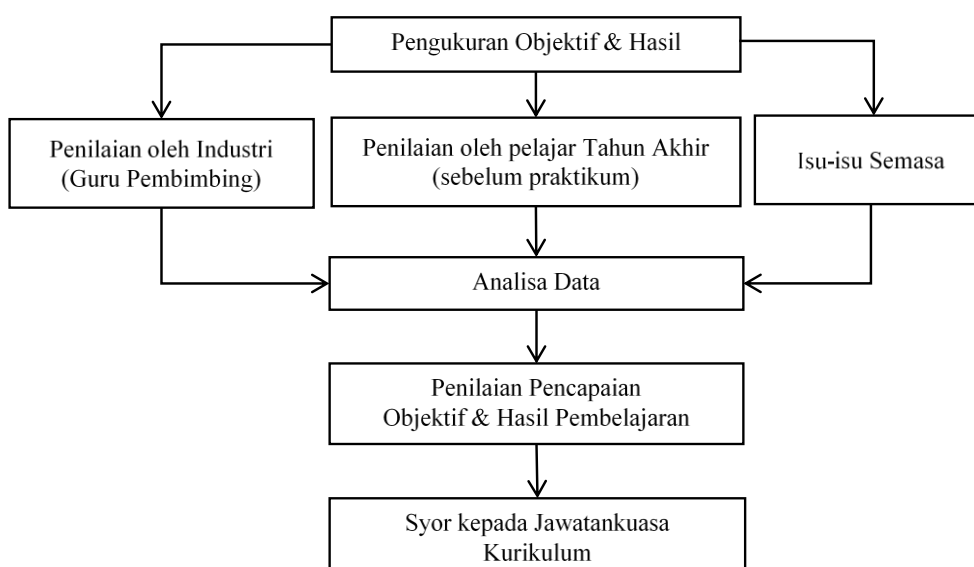 Pengukuran Objektif & Hasil
Penilaian oleh Industri
(Guru Pembimbing)
Penilaian oleh pelajar Tahun Akhir
(sebelum praktikum)
Isu-isu Semasa
Analisa Data
Penilaian Pencapaian
Objektif & Hasil Pembelajaran
Syor kepada Jawatankuasa
Kurikulum